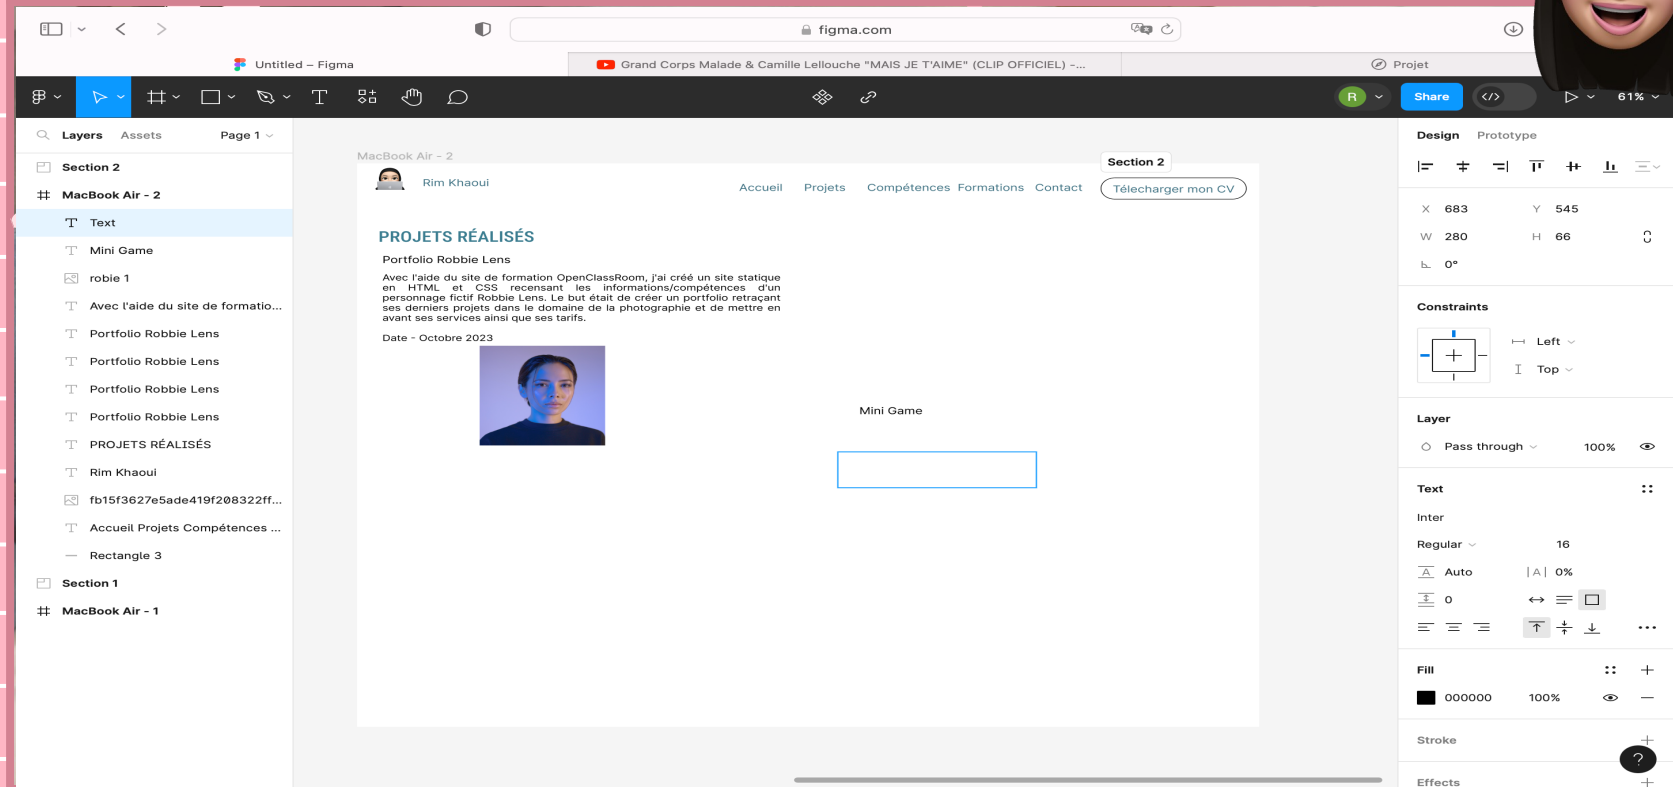 figma.com
Untitled – Figma
Grand Corps Malade & Camille Lellouche "MAIS JE T'AIME" (CLIP OFFICIEL) -...
Projet
R
Share
</>
61%
Layers
Assets
Page 1
Section 2
MacBook Air - 2
Text
Mini Game
robie 1
Avec l'aide du site de formatio...
Portfolio Robbie Lens
Portfolio Robbie Lens
Portfolio Robbie Lens
Portfolio Robbie Lens
PROJETS RÉALISÉS
Rim Khaoui
fb15f3627e5ade419f208322ff...
Accueil Projets Compétences ...
Rectangle 3
Section 1
MacBook Air - 1
MacBook Air - 2
Section 2
Rim Khaoui
Accueil Projets Compétences Formations Contact
Télecharger mon CV
PROJETS RÉALISÉS
Portfolio Robbie Lens
Avec l'aide du site de formation OpenClassRoom, j'ai créé un site statique
en HTML et CSS recensant les informations/compétences d'un
personnage fictif Robbie Lens. Le but était de créer un portfolio retraçant
ses derniers projets dans le domaine de la photographie et de mettre en
avant ses services ainsi que ses tarifs.
Date - Octobre 2023
Mini Game
Design Prototype
X 683 Y 545
W 280 H 66
0°
Constraints
Left
Top
Layer
Pass through 100%
Text
Inter
Regular 16
A Auto |A| 0%
0
Fill
000000 100%
Stroke
?
Effects